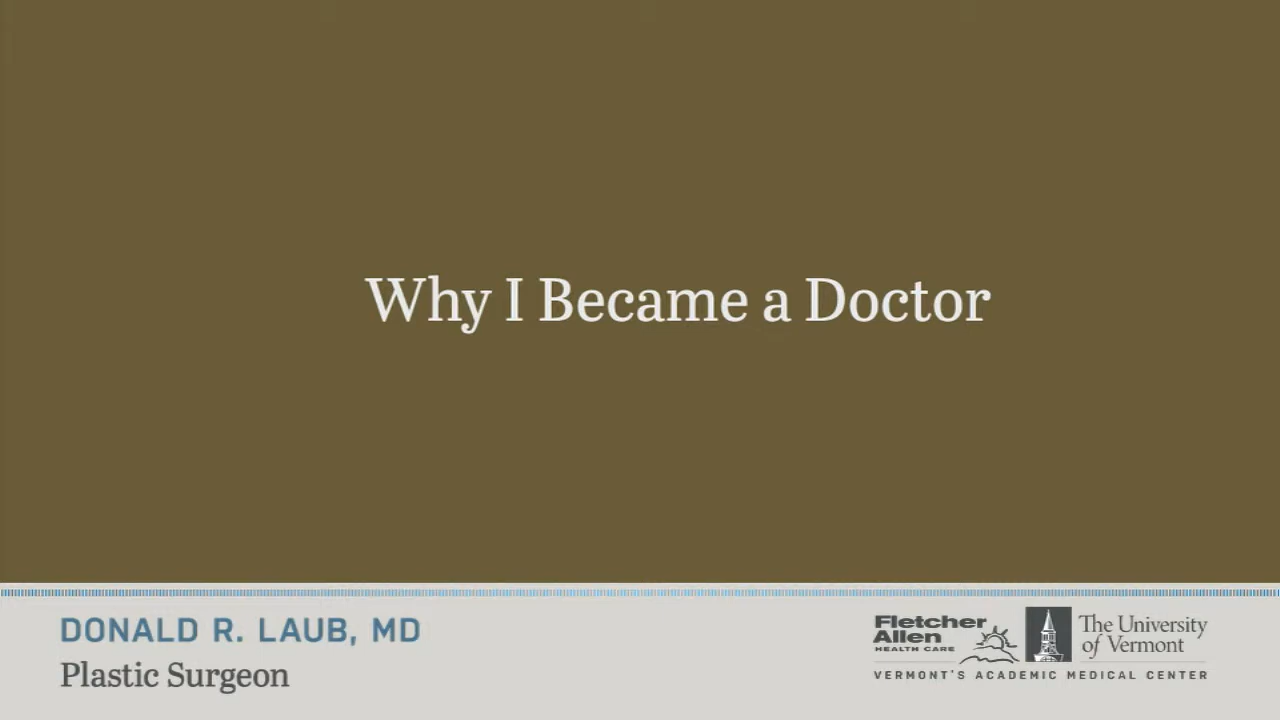 Why I Became a Doctor
DONALD R. LAUB, MD
Plastic Surgeon
Fletcher
Allen
HEALTH CARE
The University
of Vermont
VERMONT'S ACADEMIC MEDICAL CENTER